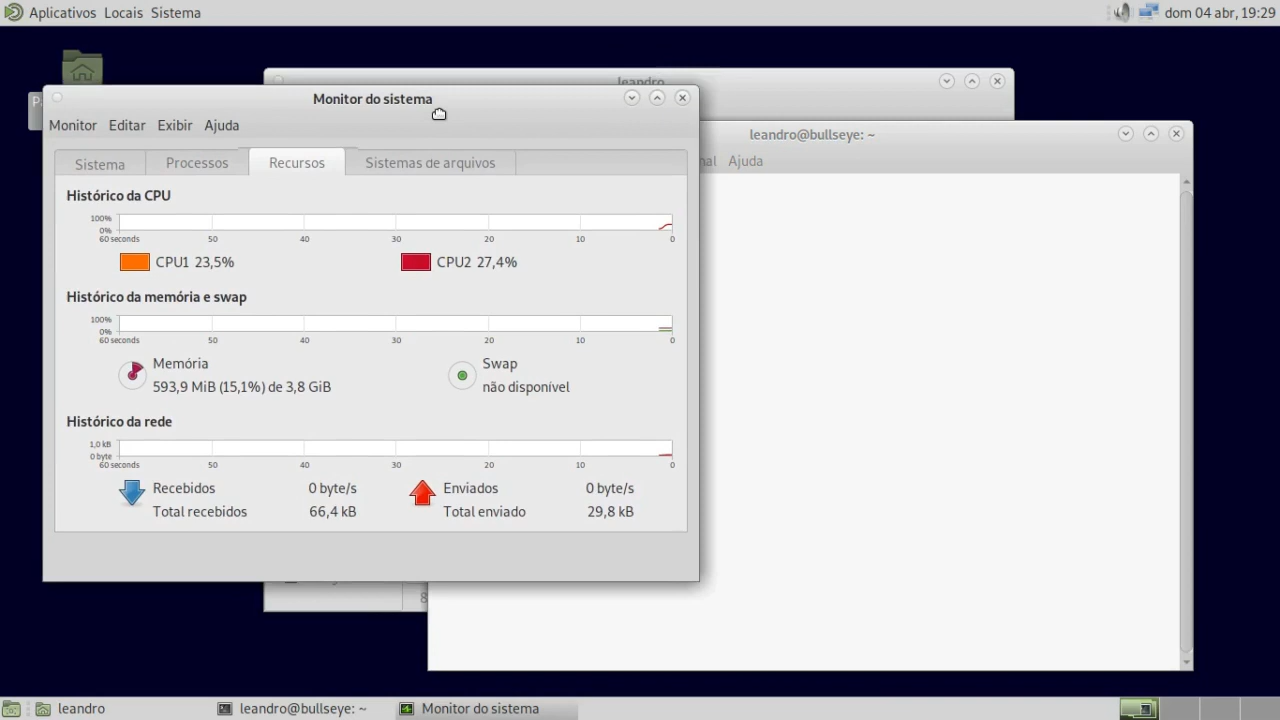 Aplicativos Locais Sistema
dom 04 abr, 19:29
leandro
Monitor do sistema
Monitor Editar Exibir Ajuda
leandro@bullseye: ~
Ajuda
Sistema Processos Recursos Sistemas de arquivos
Histórico da CPU
100%
0%
60 seconds 50 40 30 20 10 0
CPU1 23,5% CPU2 27,4%
Histórico da memória e swap
100%
0%
60 seconds 50 40 30 20 10 0
Memória Swap
593,9 MiB (15,1%) de 3,8 GiB não disponível
Histórico da rede
1,0 kB
0 byte
60 seconds 50 40 30 20 10 0
Recebidos 0 byte/s Enviados 0 byte/s
Total recebidos 66,4 kB Total enviado 29,8 kB
leandro leandro@bullseye: ~ Monitor do sistema